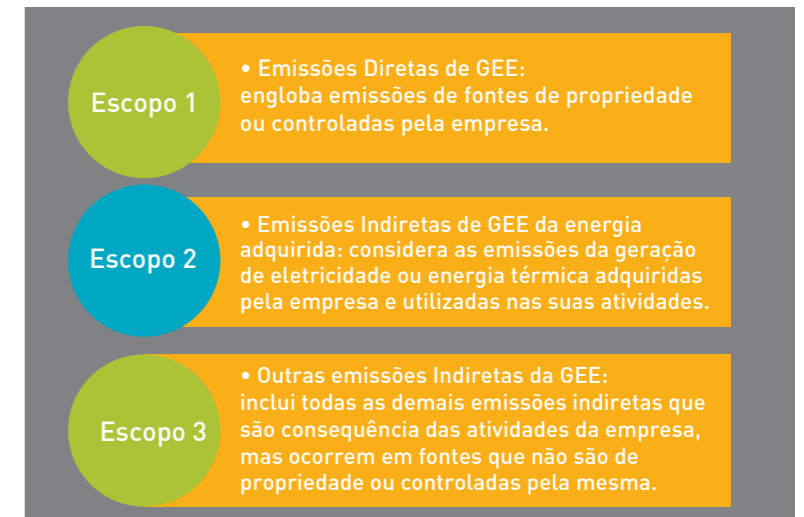 Escopo 1
• Emissões Diretas de GEE:
engloba emissões de fontes de propriedade
ou controladas pela empresa.
Escopo 2
• Emissões Indiretas de GEE da energia
adquirida: considera as emissões da geração
de eletricidade ou energia térmica adquiridas
pela empresa e utilizadas nas suas atividades.
Escopo 3
• Outras emissões Indiretas da GEE:
inclui todas as demais emissões indiretas que
são consequência das atividades da empresa,
mas ocorrem em fontes que não são de
propriedade ou controladas pela mesma.